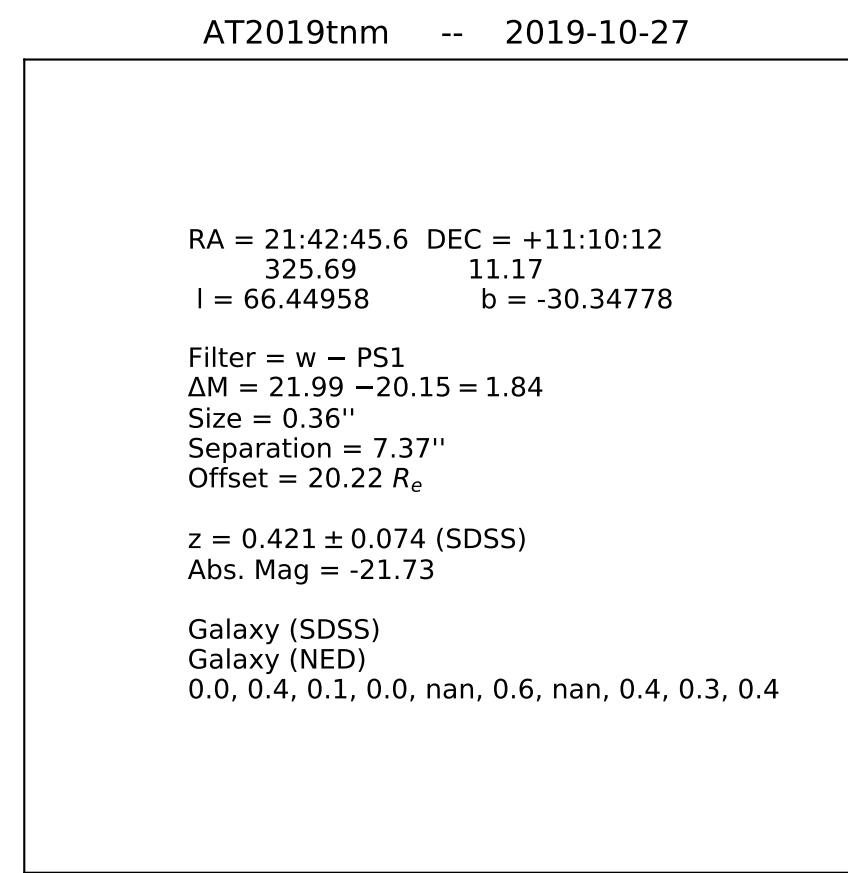 AT2019tnm -- 2019-10-27
RA = 21:42:45.6 DEC = +11:10:12
325.69 11.17
l = 66.44958 b = -30.34778
Filter = w − PS1
ΔM = 21.99 −20.15 = 1.84
Size = 0.36''
Separation = 7.37''
Offset = 20.22 Re
z = 0.421 ± 0.074 (SDSS)
Abs. Mag = -21.73
Galaxy (SDSS)
Galaxy (NED)
0.0, 0.4, 0.1, 0.0, nan, 0.6, nan, 0.4, 0.3, 0.4